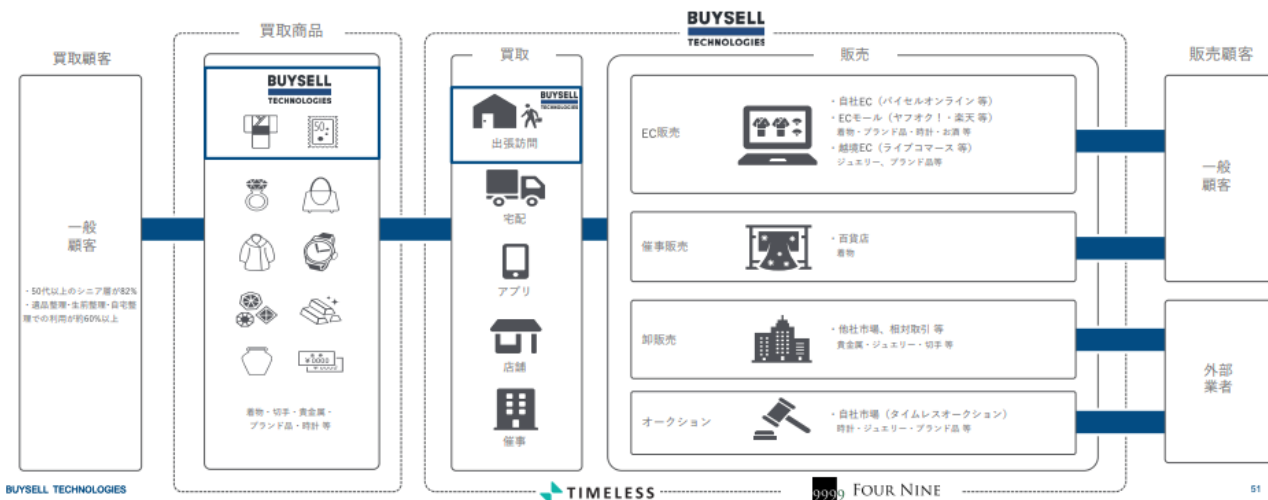 BUYSELL
TECHNOLOGIES
買取顧客
一般
顧客
・50代以上のシニア層が82%
・遺品整理・生前整理・自宅整
理での利用が約60%以上
買取商品
BUYSELL
TECHNOLOGIES
50
¥0000
着物・切手・貴金属・
ブランド品・時計 等
買取
BUYSELL
TECHNOLOGIES
出張訪問
宅配
アプリ
店舗
催事
販売
EC販売
・自社EC（バイセルオンライン 等）
・ECモール（ヤフオク！・楽天 等）
着物・ブランド品・時計・お酒 等
・越境EC（ライブコマース 等）
ジュエリー、ブランド品等
催事販売
・百貨店
着物
卸販売
・他社市場、相対取引 等
貴金属・ジュエリー・切手 等
オークション
・自社市場（タイムレスオークション）
時計・ジュエリー・ブランド品 等
販売顧客
一般
顧客
外部
業者
BUYSELL TECHNOLOGIES
TIMELESS
9999 FOUR NINE
51